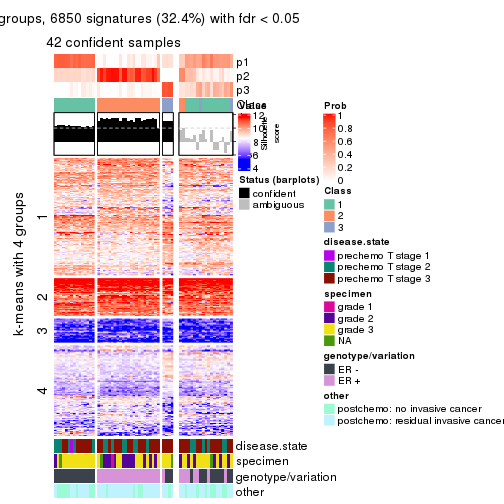 groups, 6850 signatures (32.4%) with fdr < 0.05
42 confident samples
p1
p2
p3
Class
Value
12
10
8
6
4
Silhouette
score
Status (barplots)
confident
ambiguous
Prob
1
0.8
0.6
0.4
0.2
0
Class
1
2
3
disease.state
prechemo T stage 1
prechemo T stage 2
prechemo T stage 3
specimen
grade 1
grade 2
grade 3
NA
genotype/variation
ER -
ER +
other
postchemo: no invasive cancer
postchemo: residual invasive cancer
k-means with 4 groups
1
2
3
4
disease.state
specimen
genotype/variation
other